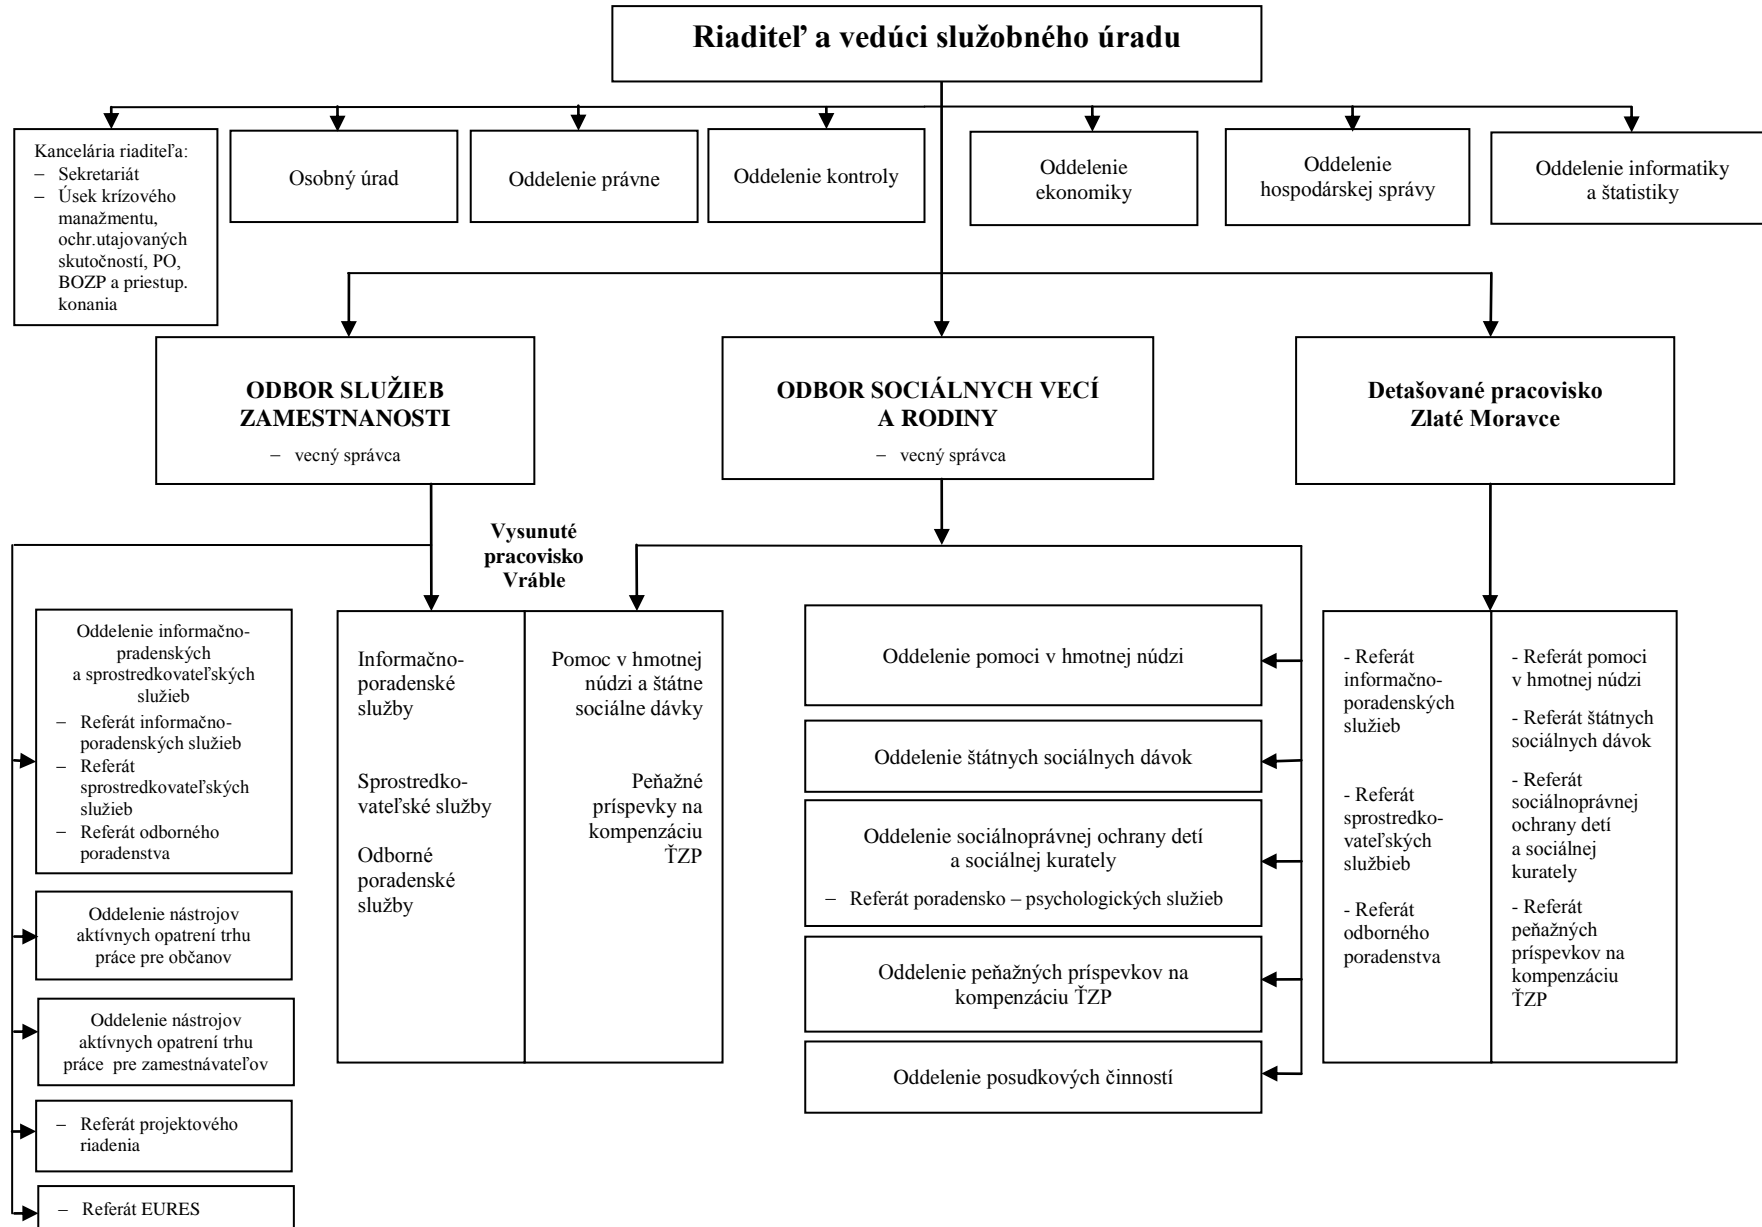 Riaditeľ a vedúci služobného úradu
Kancelária riaditeľa:
– Sekretariát
– Úsek krízového
manažmentu,
ochr.utajovaných
skutočností, PO,
BOZP a priestup.
konania
Osobný úrad
Oddelenie právne
Oddelenie kontroly
Oddelenie
ekonomiky
Oddelenie
hospodárskej správy
Oddelenie informatiky
a štatistiky
ODBOR SLUŽIEB
ZAMESTNANOSTI
– vecný správca
ODBOR SOCIÁLNYCH VECÍ
A RODINY
– vecný správca
Detašované pracovisko
Zlaté Moravce
Vysunuté
pracovisko
Vráble
Oddelenie informačno-
pradenských
a sprostredkovateľských
služieb
– Referát informačno-
poradenských služieb
– Referát
sprostredkovateľských
služieb
– Referát odborného
poradenstva
Oddelenie nástrojov
aktívnych opatrení trhu
práce pre občanov
Oddelenie nástrojov
aktívnych opatrení trhu
práce pre zamestnávateľov
– Referát projektového
riadenia
– Referát EURES
Informačno-
poradenské
služby
Sprostredko-
vateľské služby
Odborné
poradenské
služby
Pomoc v hmotnej
núdzi a štátne
sociálne dávky
Peňažné
príspevky na
kompenzáciu
ŤZP
Oddelenie pomoci v hmotnej núdzi
Oddelenie štátnych sociálnych dávok
Oddelenie sociálnoprávnej ochrany detí
a sociálnej kurately
– Referát poradensko – psychologických služieb
Oddelenie peňažných príspevkov na
kompenzáciu ŤZP
Oddelenie posudkových činností
- Referát
informačno-
poradenských
služieb
- Referát
sprostredko-
vateľských
službieb
- Referát
odborného
poradenstva
- Referát pomoci
v hmotnej núdzi
- Referát štátnych
sociálnych dávok
- Referát
sociálnoprávnej
ochrany detí
a sociálnej
kurately
- Referát
peňažných
príspevkov na
kompenzáciu
ŤZP